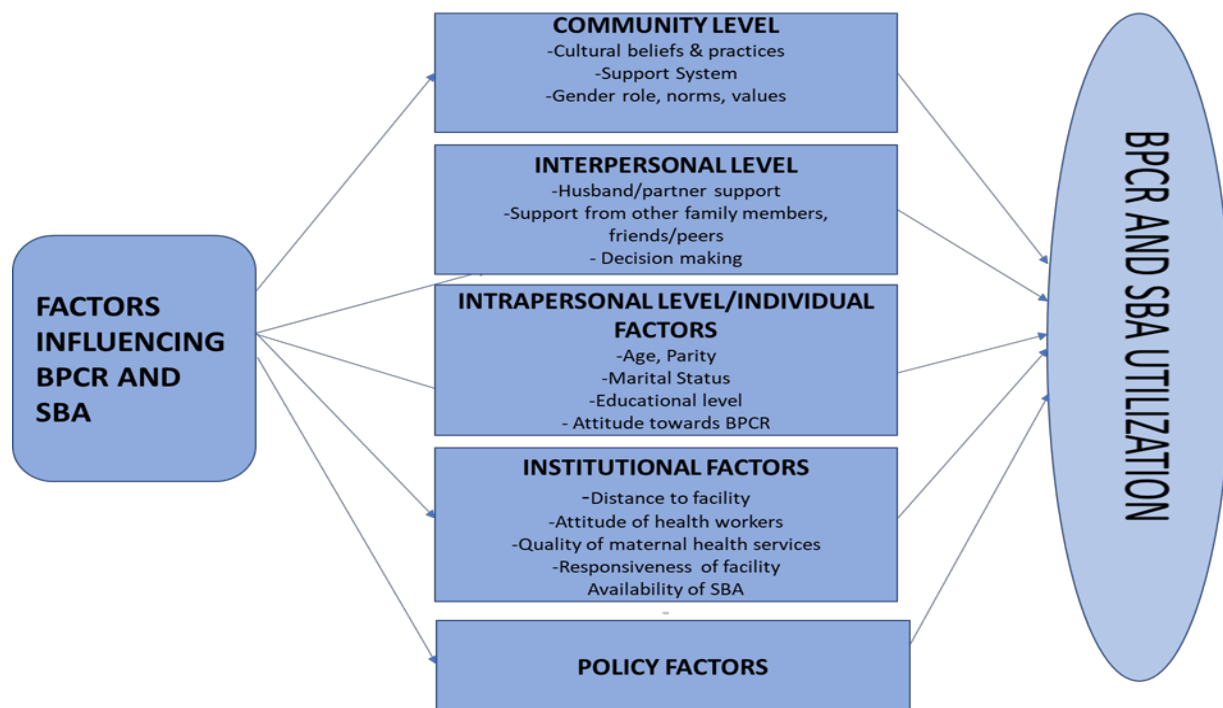 COMMUNITY LEVEL
-Cultural beliefs & practices
-Support System
-Gender role, norms, values
INTERPERSONAL LEVEL
-Husband/partner support
-Support from other family members,
friends/peers
- Decision making
FACTORS
INFLUENCING
BPCR AND
SBA
INTRAPERSONAL LEVEL/INDIVIDUAL
FACTORS
-Age, Parity
-Marital Status
-Educational level
- Attitude towards BPCR
INSTITUTIONAL FACTORS
-Distance to facility
-Attitude of health workers
-Quality of maternal health services
-Responsiveness of facility
Availability of SBA
-
POLICY FACTORS
BPCR AND SBA UTILIZATION